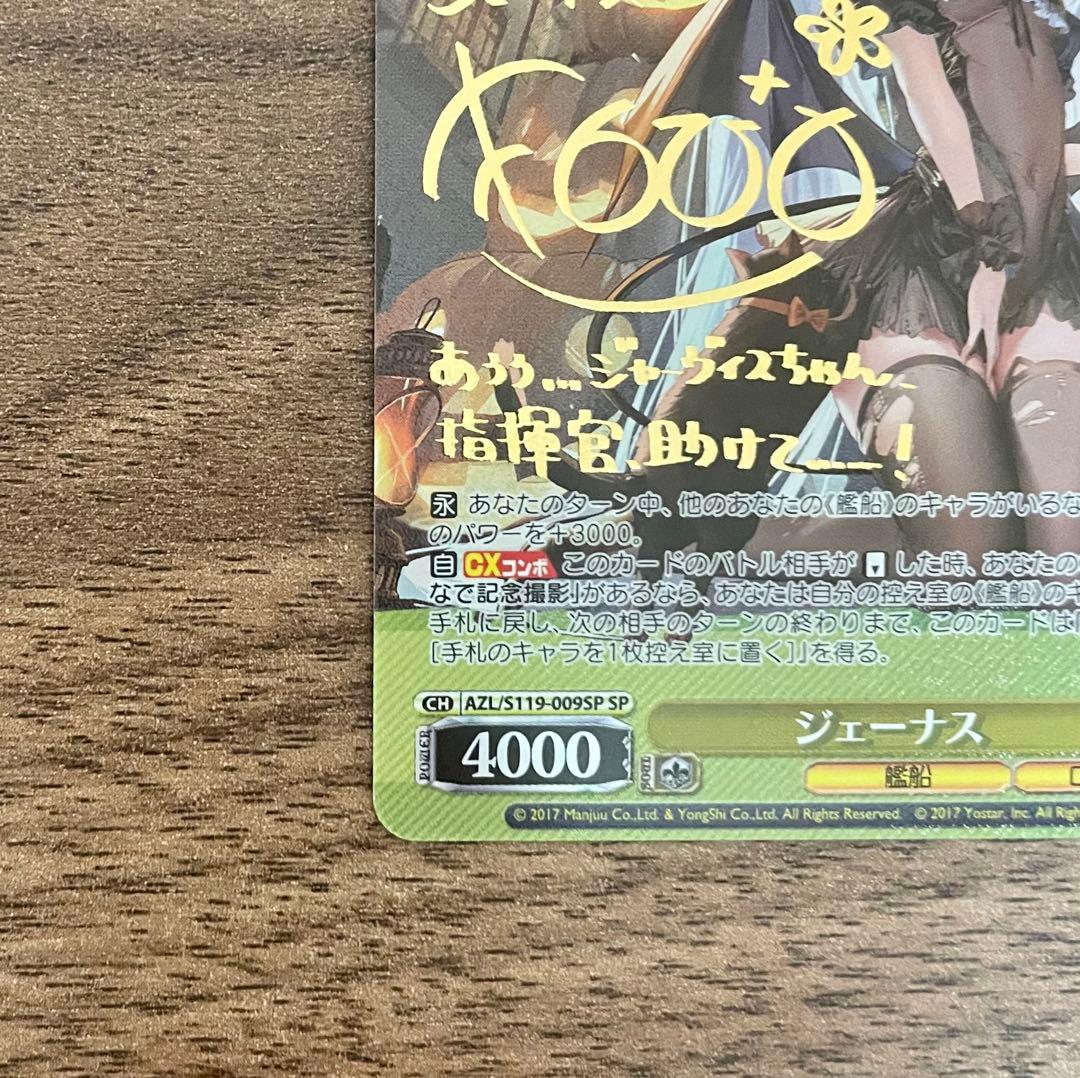 あうう……ジャーヴィスちゃん、
指揮官、助けて……！
永 あなたのターン中、他のあなたの《艦船》のキャラがいるな
のパワーを＋3000。
自 CXコンボ このカードのバトル相手が した時、あなたの
なで記念撮影」があるなら、あなたは自分の控え室の《艦船》のキ
手札に戻し、次の相手のターンの終わりまで、このカードは
［手札のキャラを1枚控え室に置く］』を得る。
CH AZL/S119-009SP SP
POWER 4000 SOUL ジェーナス
艦船
© 2017 Manjuu Co.,Ltd. & YongShi Co.,Ltd. All Rights Reserved. © 2017 Yostar, Inc. All Righ